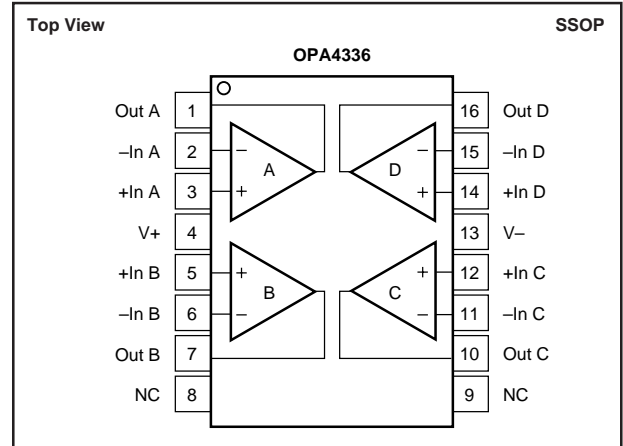 Top View SSOP
OPA4336
Out A 1 16 Out D
–In A 2 − − 15 –In D
A D
+In A 3 + + 14 +In D
V+ 4 13 V–
+In B 5 + + 12 +In C
B C
–In B 6 − − 11 –In C
Out B 7 10 Out C
NC 8 9 NC